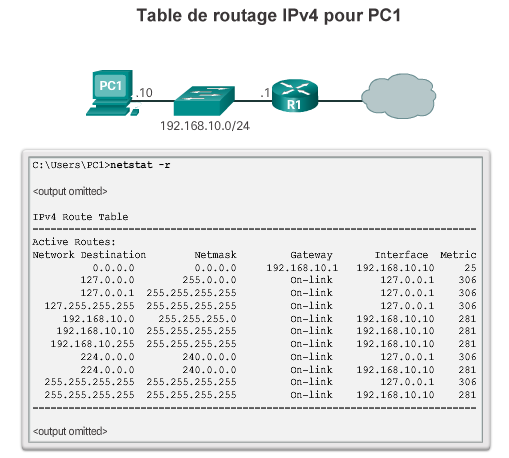 Table de routage IPv4 pour PC1
PC1
.10
.1
R1
192.168.10.0/24
C:\Users\PC1>netstat -r
<output omitted>
IPv4 Route Table
Active Routes:
Network Destination Netmask Gateway Interface Metric
0.0.0.0 0.0.0.0 192.168.10.1 192.168.10.10 25
127.0.0.0 255.0.0.0 On-link 127.0.0.1 306
127.0.0.1 255.255.255.255 On-link 127.0.0.1 306
127.255.255.255 255.255.255.255 On-link 127.0.0.1 306
192.168.10.0 255.255.255.0 On-link 192.168.10.10 281
192.168.10.10 255.255.255.255 On-link 192.168.10.10 281
192.168.10.255 255.255.255.255 On-link 192.168.10.10 281
224.0.0.0 240.0.0.0 On-link 127.0.0.1 306
224.0.0.0 240.0.0.0 On-link 192.168.10.10 281
255.255.255.255 255.255.255.255 On-link 127.0.0.1 306
255.255.255.255 255.255.255.255 On-link 192.168.10.10 281
<output omitted>